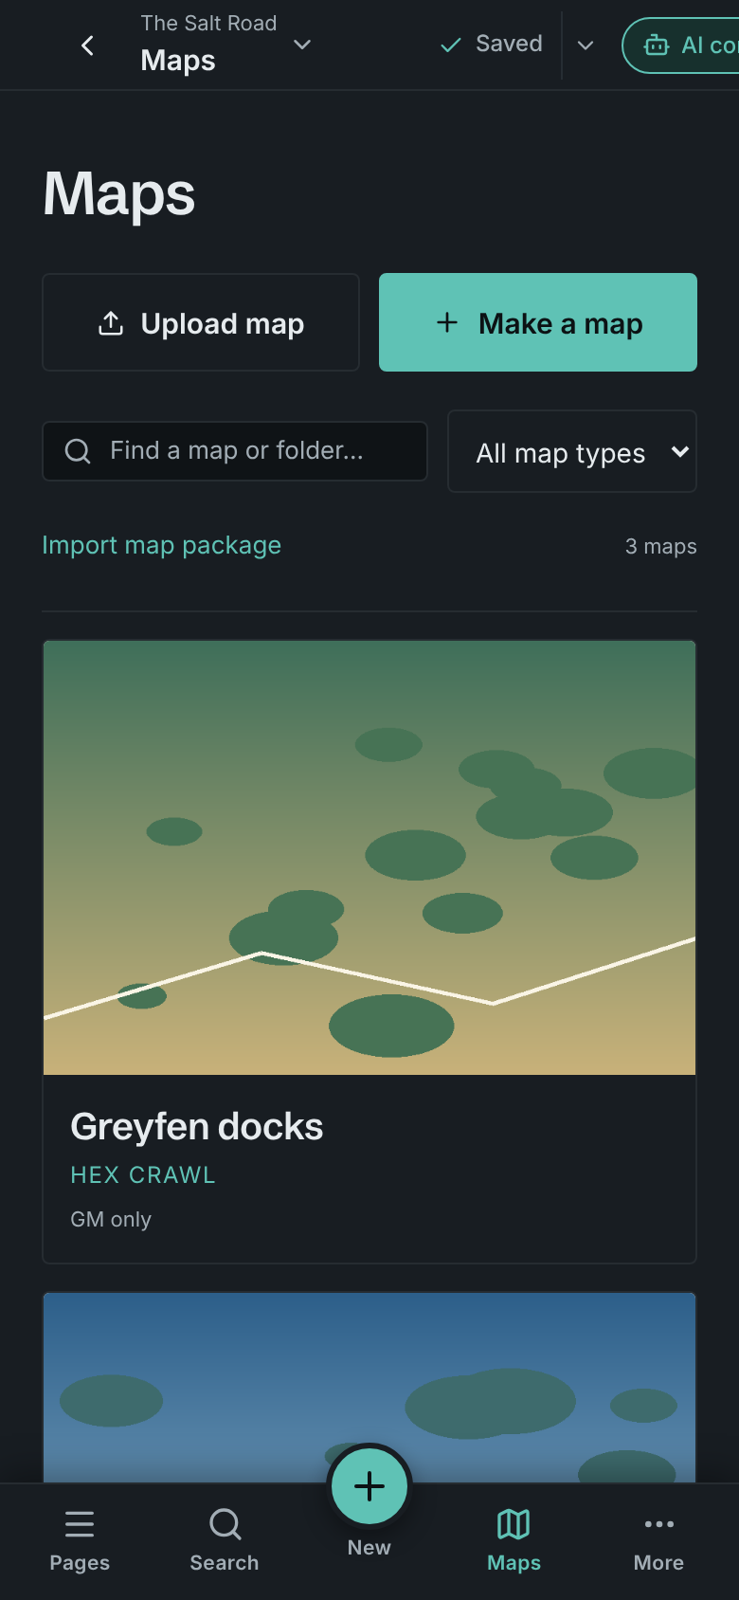 The Salt Road
Maps
Saved
AI co
Maps
Upload map
Make a map
Find a map or folder...
All map types
Import map package
3 maps
Greyfen docks
HEX CRAWL
GM only
Pages
Search
New
Maps
More